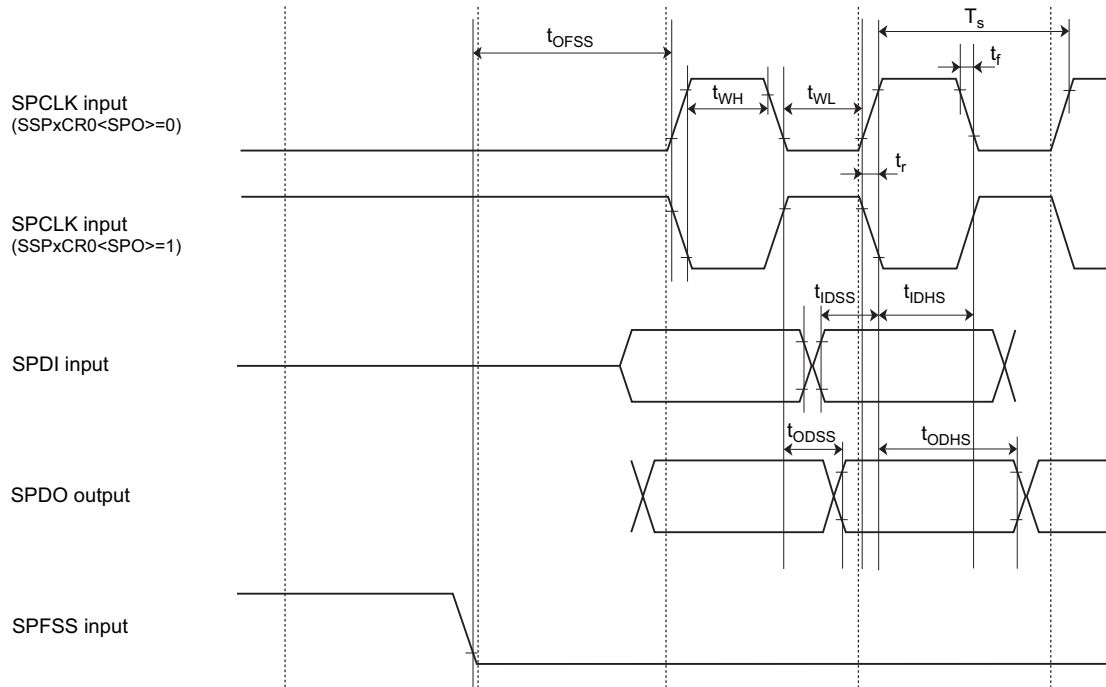 T_s
t_OFSS
t_f
SPCLK input
(SSPxCR0<SPO>=0)
t_WH
t_WL
t_r
SPCLK input
(SSPxCR0<SPO>=1)
t_IDSS
t_IDHS
SPDI input
t_ODSS
t_ODHS
SPDO output
SPFSS input